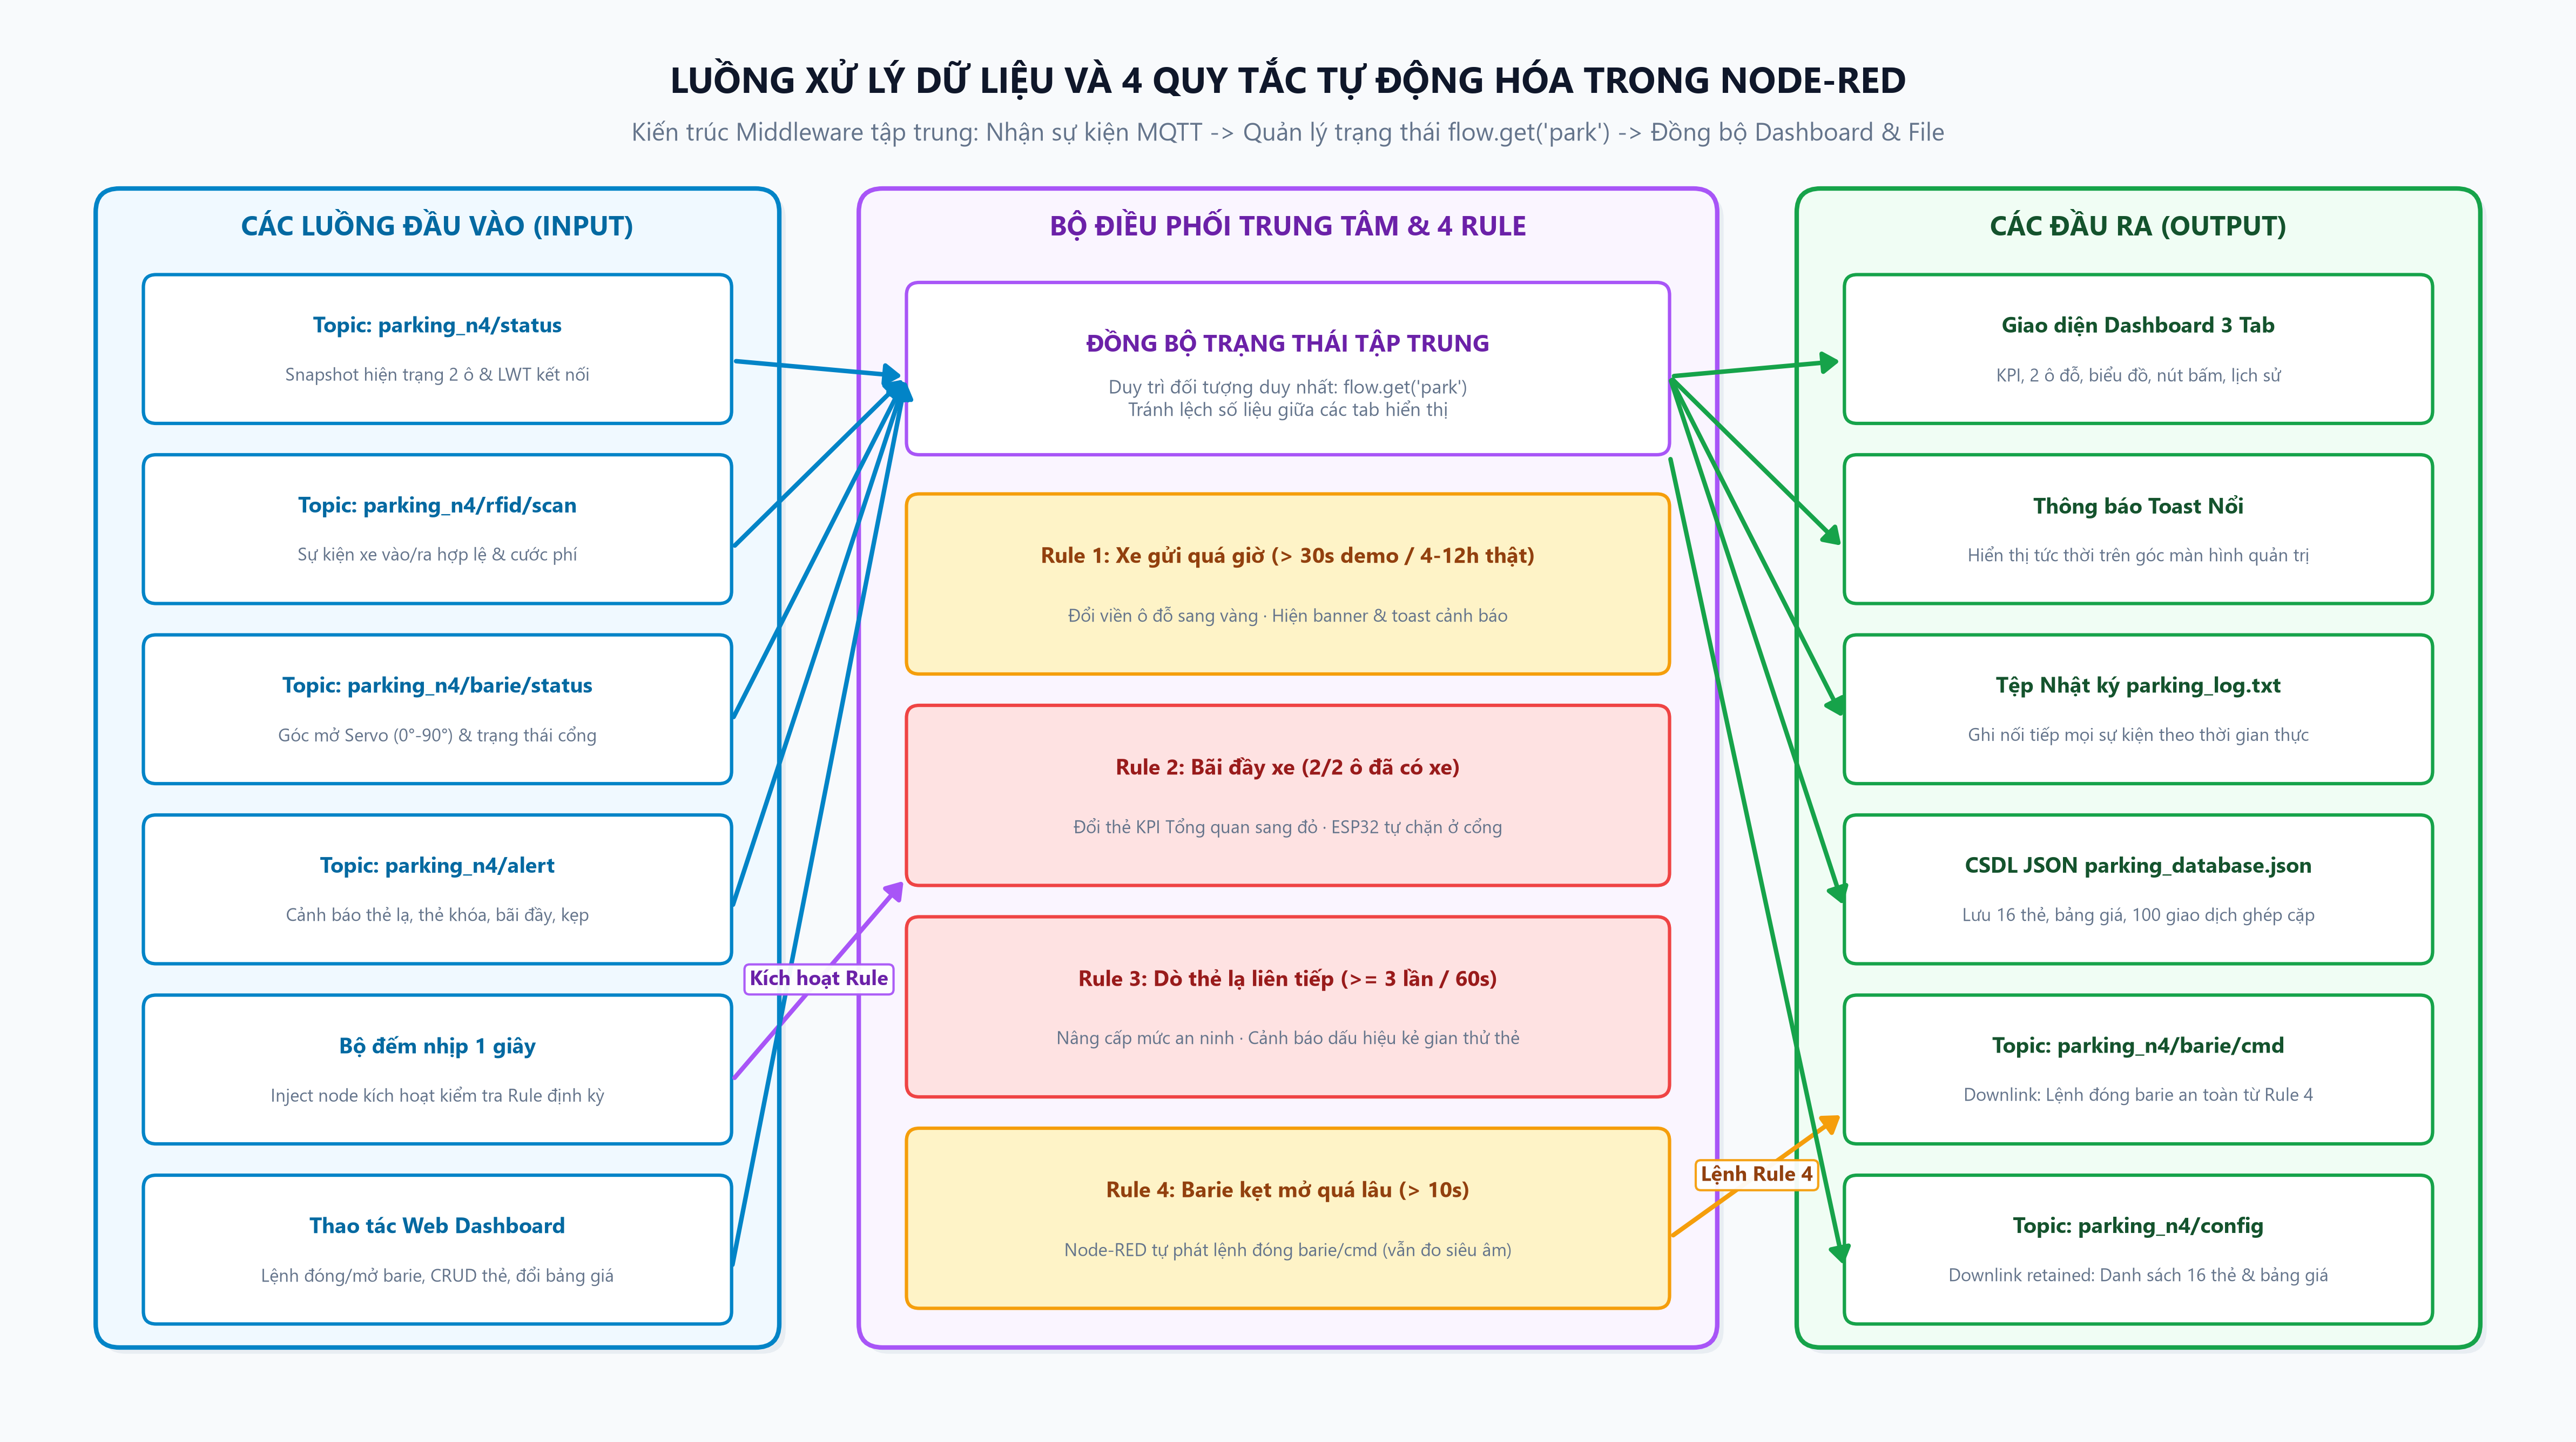 LUỒNG XỬ LÝ DỮ LIỆU VÀ 4 QUY TẮC TỰ ĐỘNG HÓA TRONG NODE-RED
Kiến trúc Middleware tập trung: Nhận sự kiện MQTT -> Quản lý trạng thái flow.get('park') -> Đồng bộ Dashboard & File
CÁC LUỒNG ĐẦU VÀO (INPUT)
Topic: parking_n4/status
Snapshot hiện trạng 2 ô & LWT kết nối
Topic: parking_n4/rfid/scan
Sự kiện xe vào/ra hợp lệ & cước phí
Topic: parking_n4/barie/status
Góc mở Servo (0°-90°) & trạng thái cổng
Topic: parking_n4/alert
Cảnh báo thẻ lạ, thẻ khóa, bãi đầy, kẹp
Bộ đếm nhịp 1 giây
Inject node kích hoạt kiểm tra Rule định kỳ
Thao tác Web Dashboard
Lệnh đóng/mở barie, CRUD thẻ, đổi bảng giá
Kích hoạt Rule
BỘ ĐIỀU PHỐI TRUNG TÂM & 4 RULE
ĐỒNG BỘ TRẠNG THÁI TẬP TRUNG
Duy trì đối tượng duy nhất: flow.get('park')
Tránh lệch số liệu giữa các tab hiển thị
Rule 1: Xe gửi quá giờ (> 30s demo / 4-12h thật)
Đổi viền ô đỗ sang vàng · Hiện banner & toast cảnh báo
Rule 2: Bãi đầy xe (2/2 ô đã có xe)
Đổi thẻ KPI Tổng quan sang đỏ · ESP32 tự chặn ở cổng
Rule 3: Dò thẻ lạ liên tiếp (>= 3 lần / 60s)
Nâng cấp mức an ninh · Cảnh báo dấu hiệu kẻ gian thử thẻ
Rule 4: Barie kẹt mở quá lâu (> 10s)
Node-RED tự phát lệnh đóng barie/cmd (vẫn đo siêu âm)
Lệnh Rule 4
CÁC ĐẦU RA (OUTPUT)
Giao diện Dashboard 3 Tab
KPI, 2 ô đỗ, biểu đồ, nút bấm, lịch sử
Thông báo Toast Nổi
Hiển thị tức thời trên góc màn hình quản trị
Tệp Nhật ký parking_log.txt
Ghi nối tiếp mọi sự kiện theo thời gian thực
CSDL JSON parking_database.json
Lưu 16 thẻ, bảng giá, 100 giao dịch ghép cặp
Topic: parking_n4/barie/cmd
Downlink: Lệnh đóng barie an toàn từ Rule 4
Topic: parking_n4/config
Downlink retained: Danh sách 16 thẻ & bảng giá